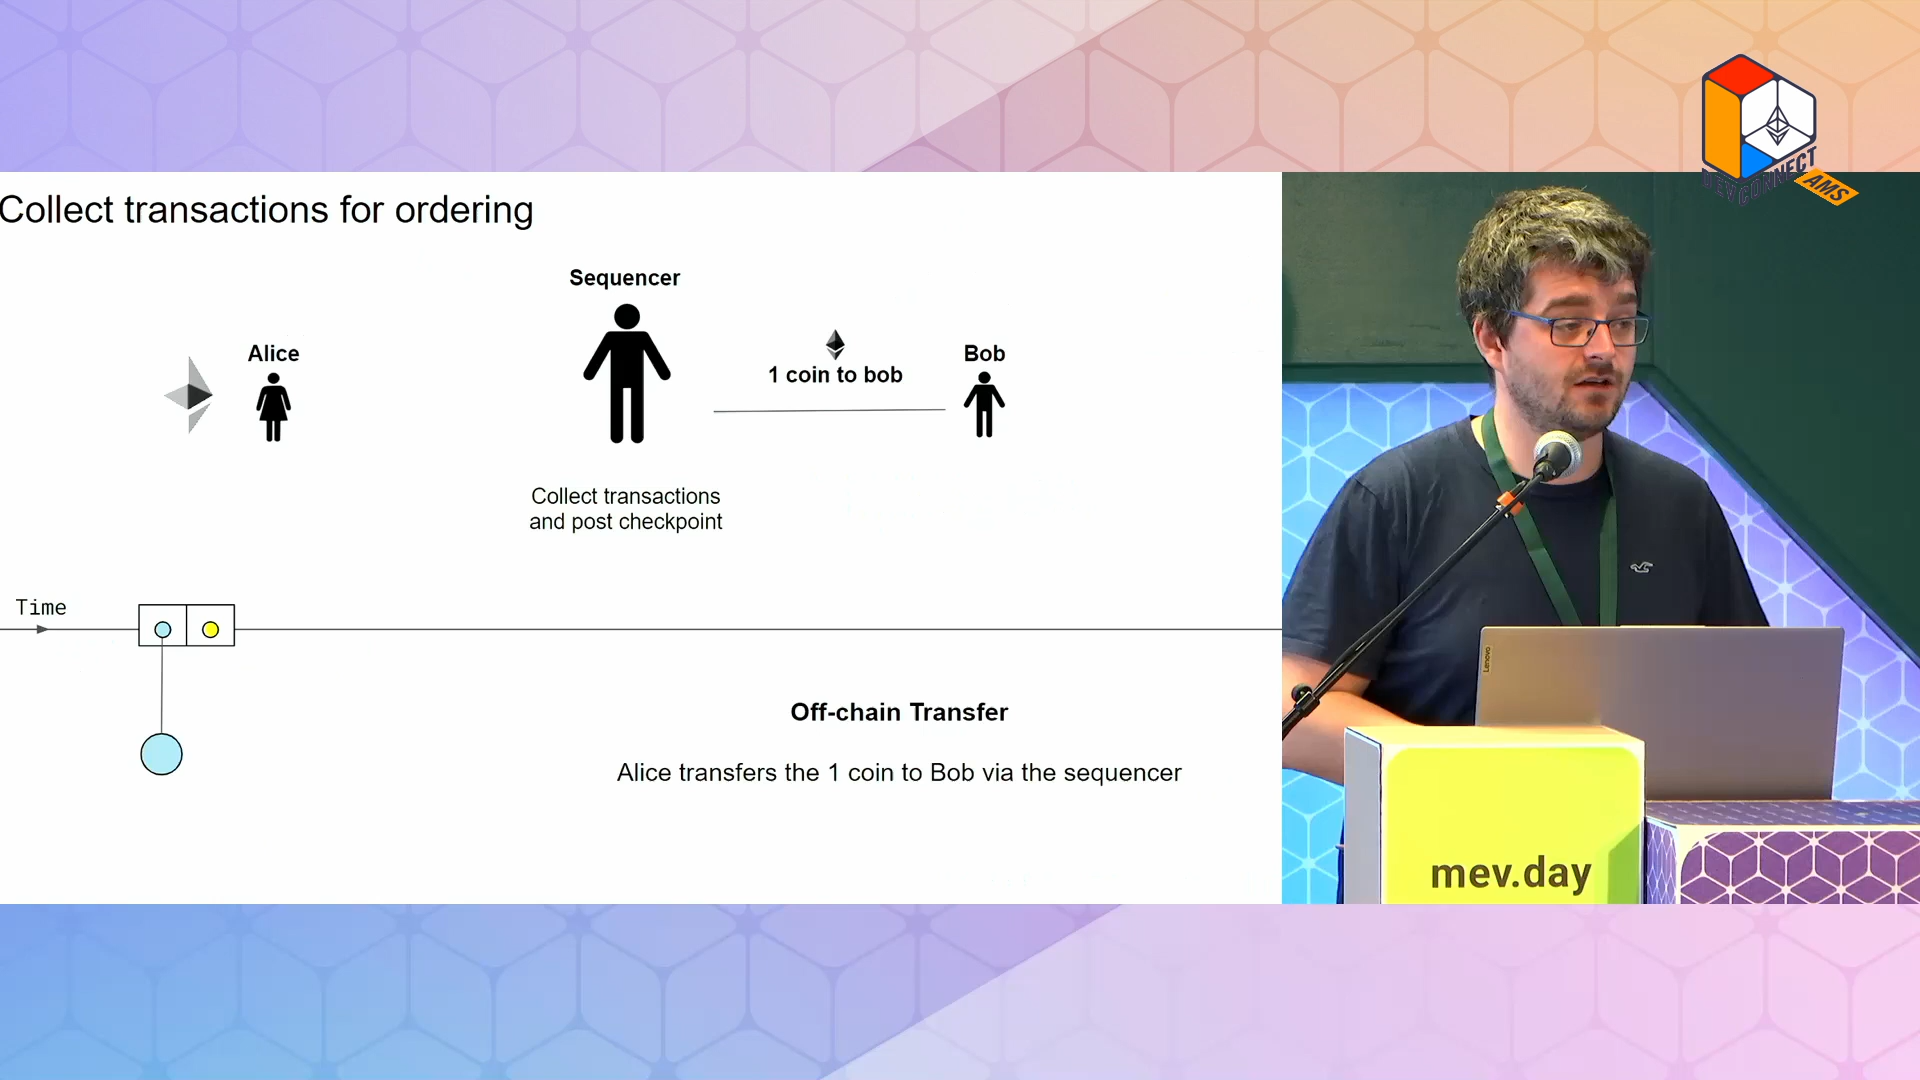 DEVCONNECT
AMS
Collect transactions for ordering
Sequencer
Alice
1 coin to bob
Bob
Collect transactions
and post checkpoint
Time
Off-chain Transfer
Alice transfers the 1 coin to Bob via the sequencer
Lenovo
mev.day